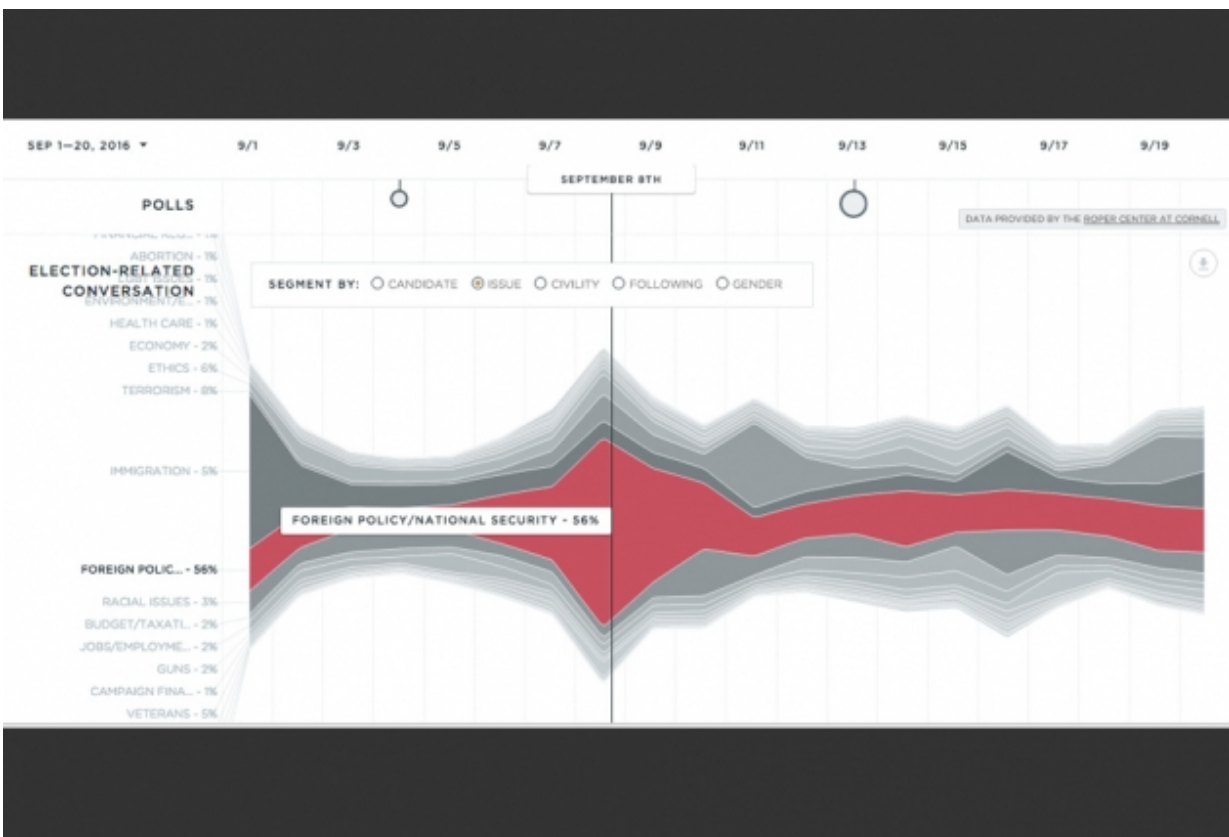 SEP 1—20, 2016
9/1 9/3 9/5 9/7 9/9 9/11 9/13 9/15 9/17 9/19
SEPTEMBER 8TH
POLLS
DATA PROVIDED BY THE ROPER CENTER AT CORNELL
ABORTION - 1%
ELECTION-RELATED
CONVERSATION
SEGMENT BY: CANDIDATE ISSUE CIVILITY FOLLOWING GENDER
HEALTH CARE - 1%
ECONOMY - 2%
ETHICS - 6%
TERRORISM - 8%
IMMIGRATION - 5%
FOREIGN POLICY/NATIONAL SECURITY - 56%
FOREIGN POLIC... - 56%
RACIAL ISSUES - 3%
BUDGET/TAXATI... - 2%
JOBS/EMPLOYME... - 2%
GUNS - 2%
CAMPAIGN FINA... - 1%
VETERANS - 5%